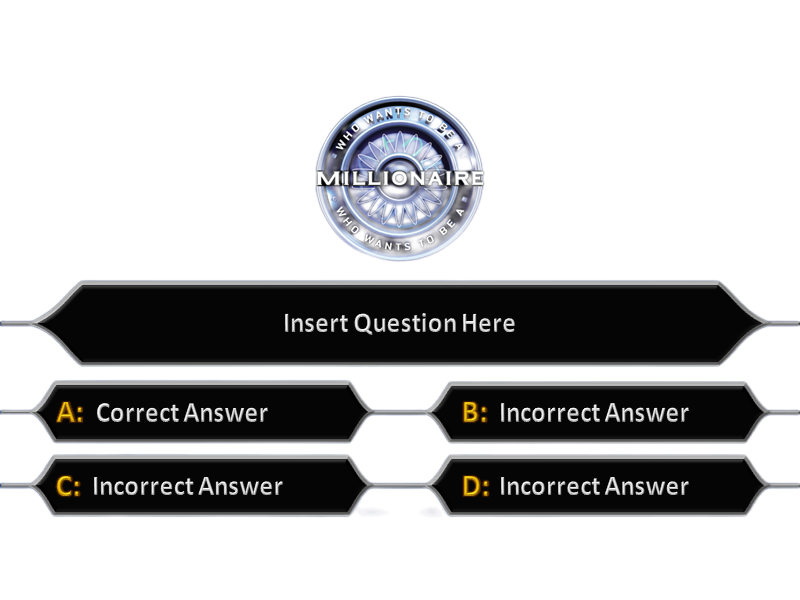 WHO WANTS TO BE A
MILLIONAIRE
WHO WANTS TO BE A
Insert Question Here
A: Correct Answer
B: Incorrect Answer
C: Incorrect Answer
D: Incorrect Answer